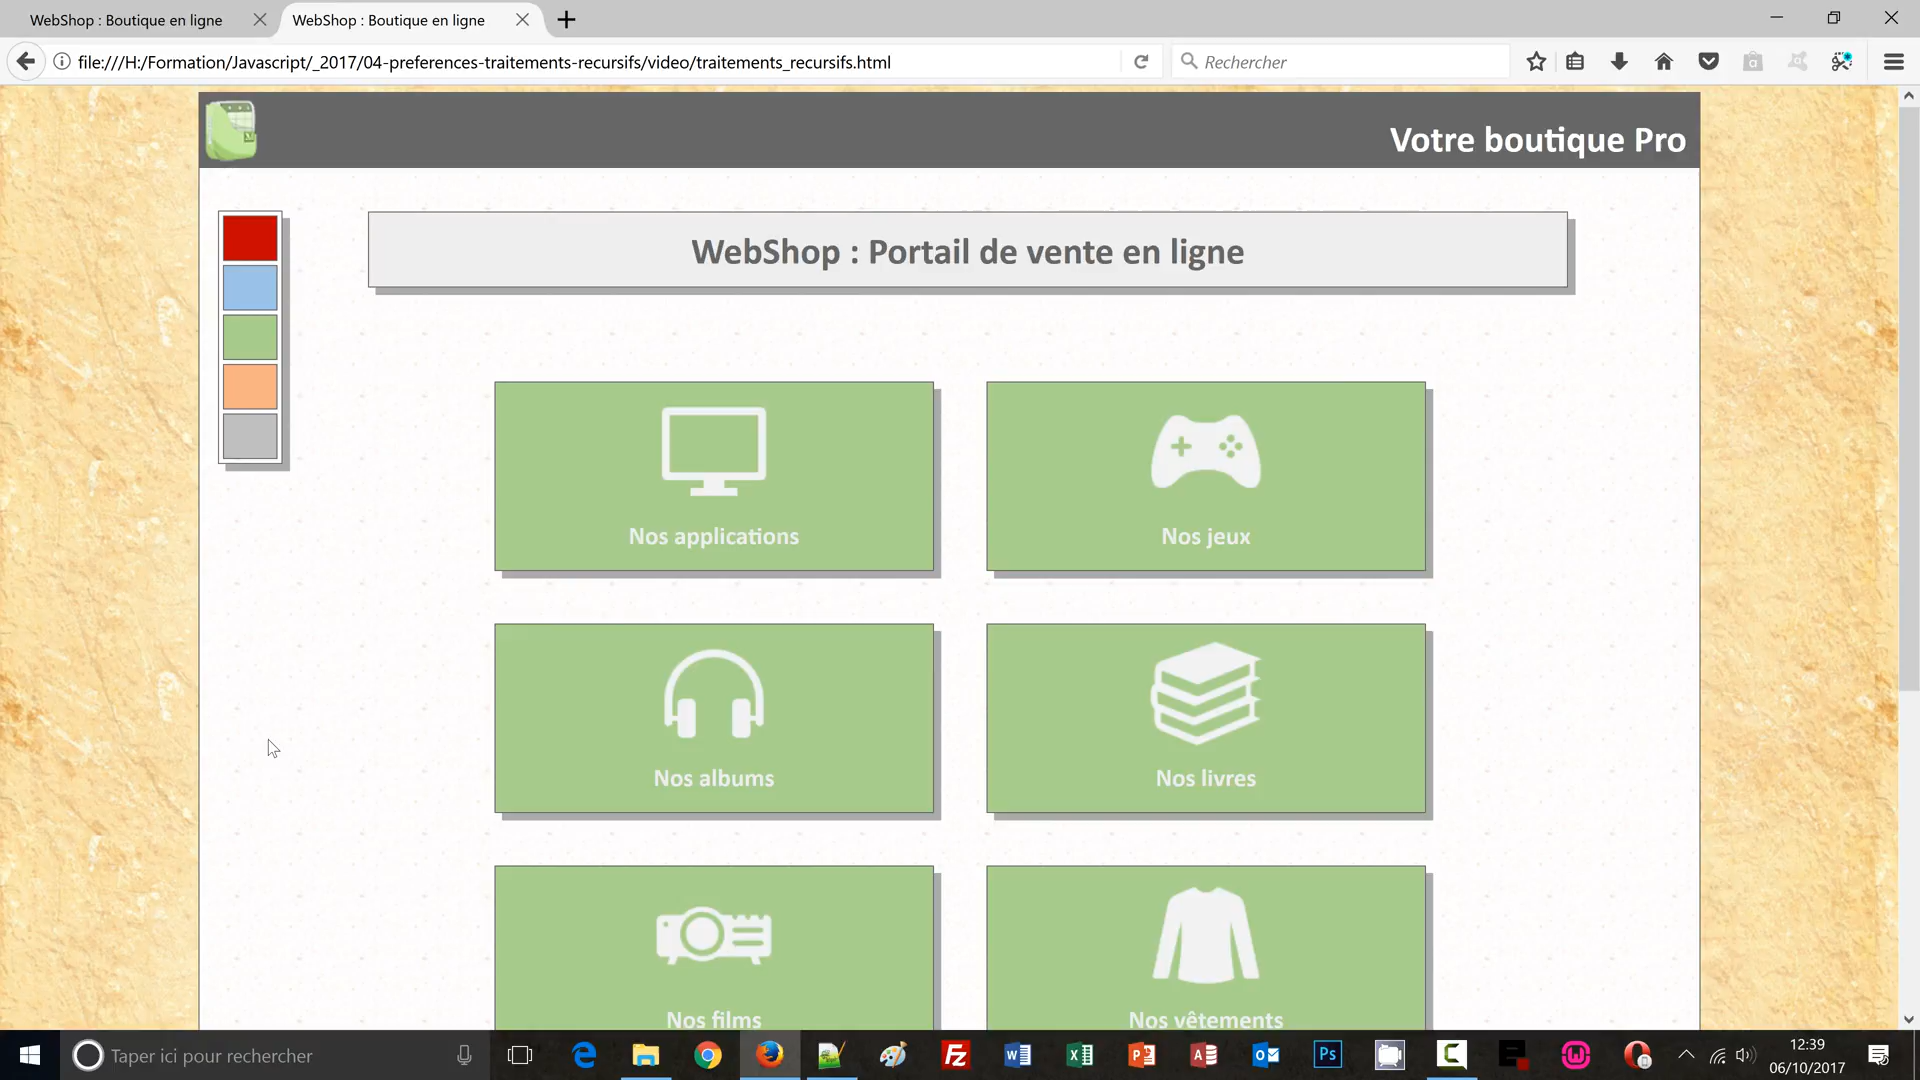 WebShop : Boutique en ligne
WebShop : Boutique en ligne
file:///H:/Formation/Javascript/_2017/04-preferences-traitements-recursifs/video/traitements_recursifs.html
Rechercher
Votre boutique Pro
WebShop : Portail de vente en ligne
Nos applications
Nos jeux
Nos albums
Nos livres
Nos films
Nos vêtements
Taper ici pour rechercher
12:39
06/10/2017